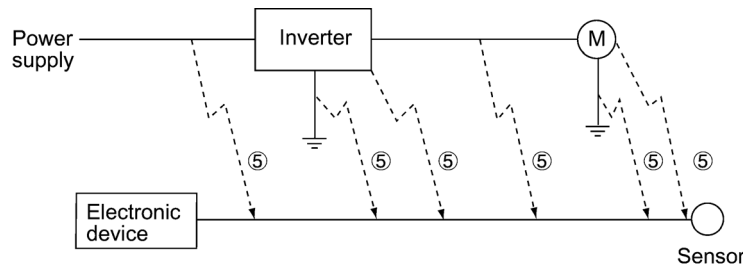 Power
supply
Inverter
M
⑤ ⑤ ⑤ ⑤ ⑤ ⑤
Electronic
device
Sensor